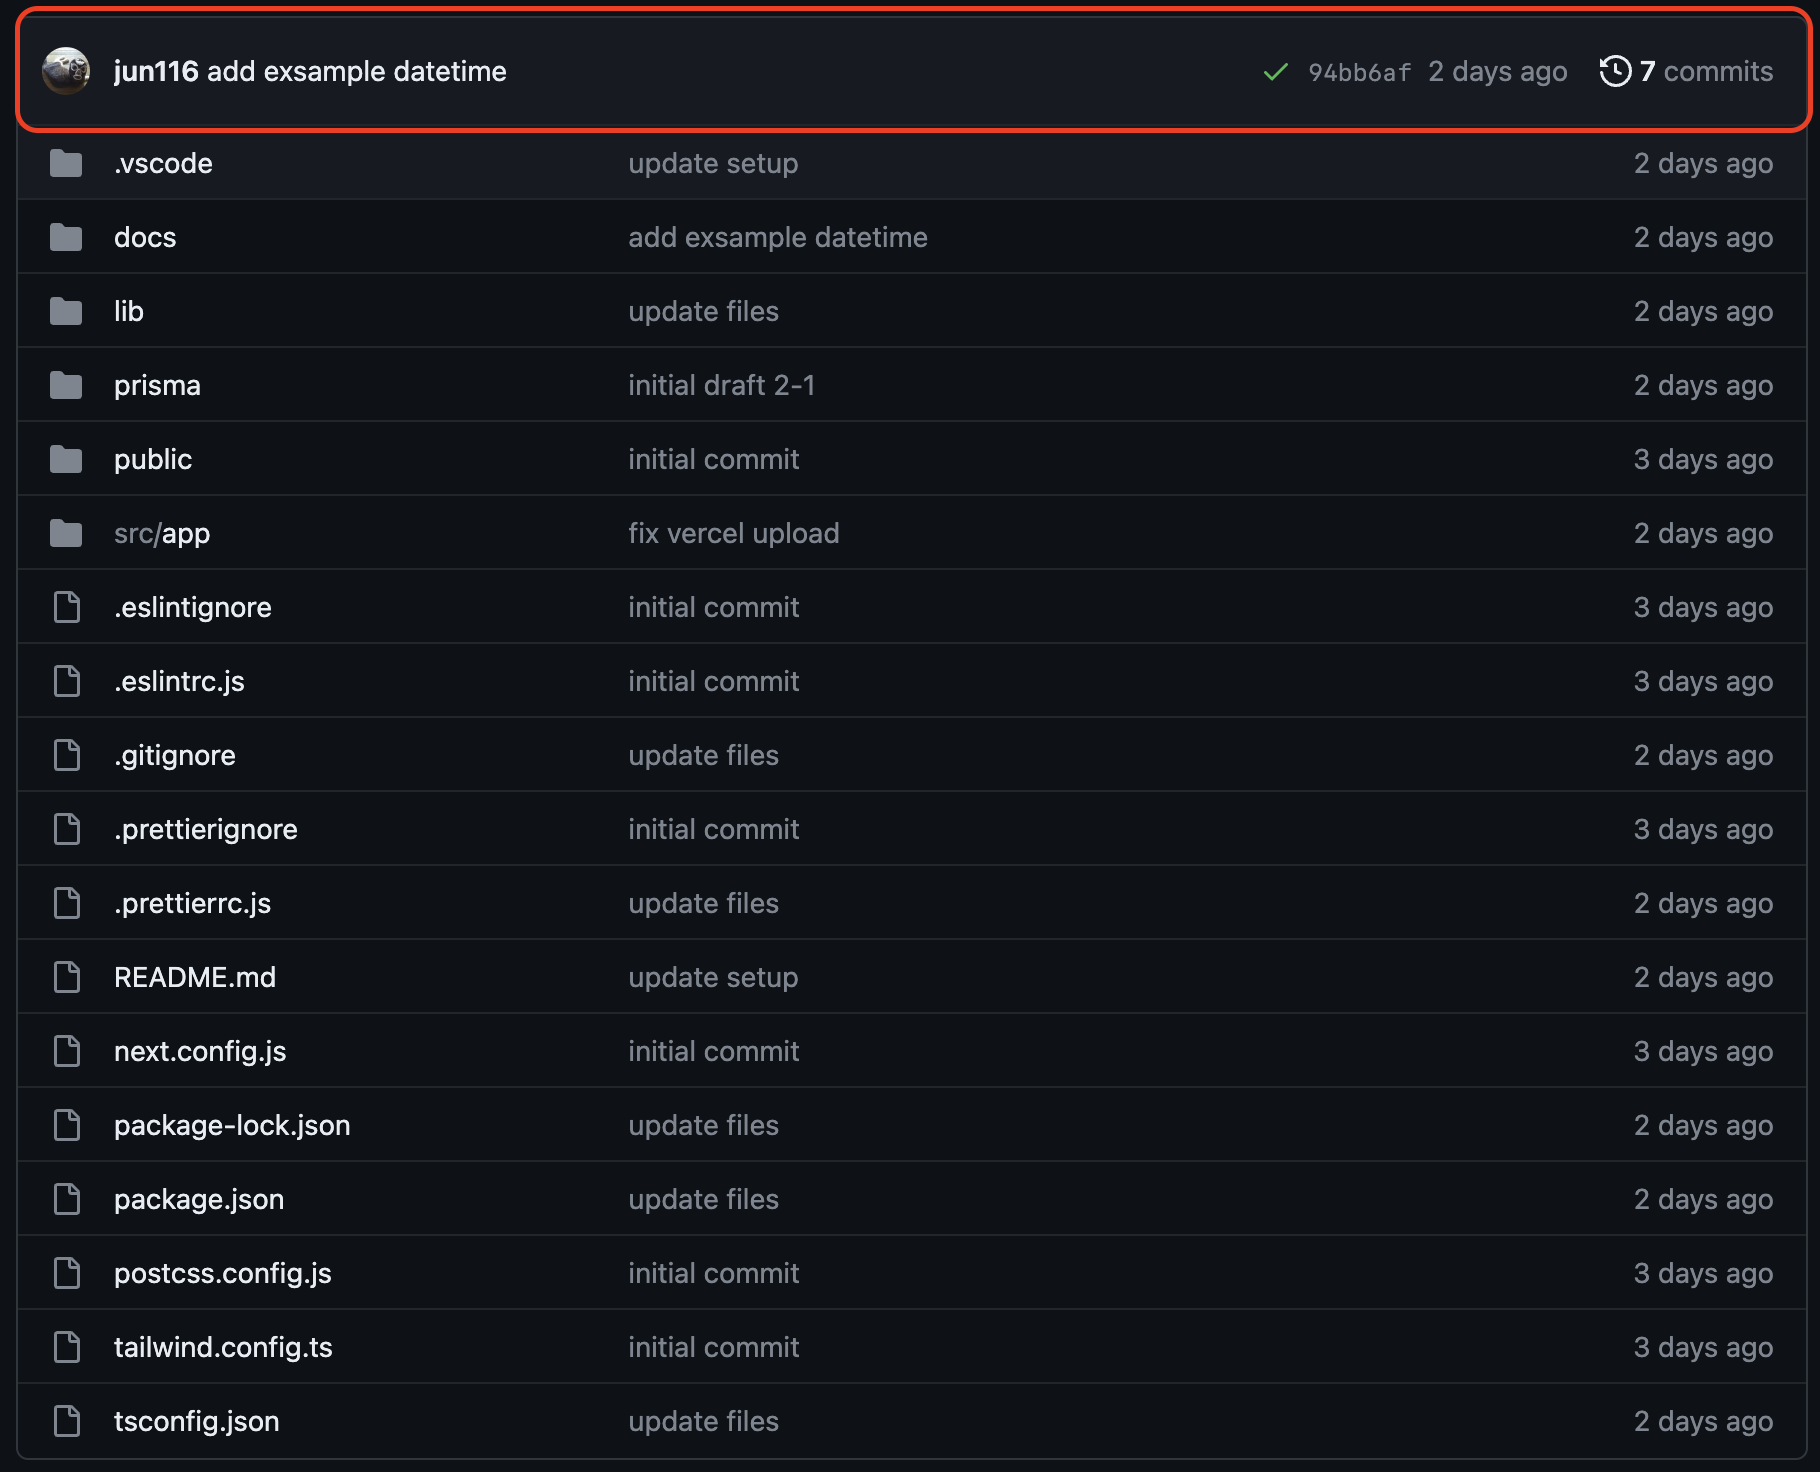 jun116 add exsample datetime 94bb6af 2 days ago 7 commits
.vscode update setup 2 days ago
docs add exsample datetime 2 days ago
lib update files 2 days ago
prisma initial draft 2-1 2 days ago
public initial commit 3 days ago
src/app fix vercel upload 2 days ago
.eslintignore initial commit 3 days ago
.eslintrc.js initial commit 3 days ago
.gitignore update files 2 days ago
.prettierignore initial commit 3 days ago
.prettierrc.js update files 2 days ago
README.md update setup 2 days ago
next.config.js initial commit 3 days ago
package-lock.json update files 2 days ago
package.json update files 2 days ago
postcss.config.js initial commit 3 days ago
tailwind.config.ts initial commit 3 days ago
tsconfig.json update files 2 days ago